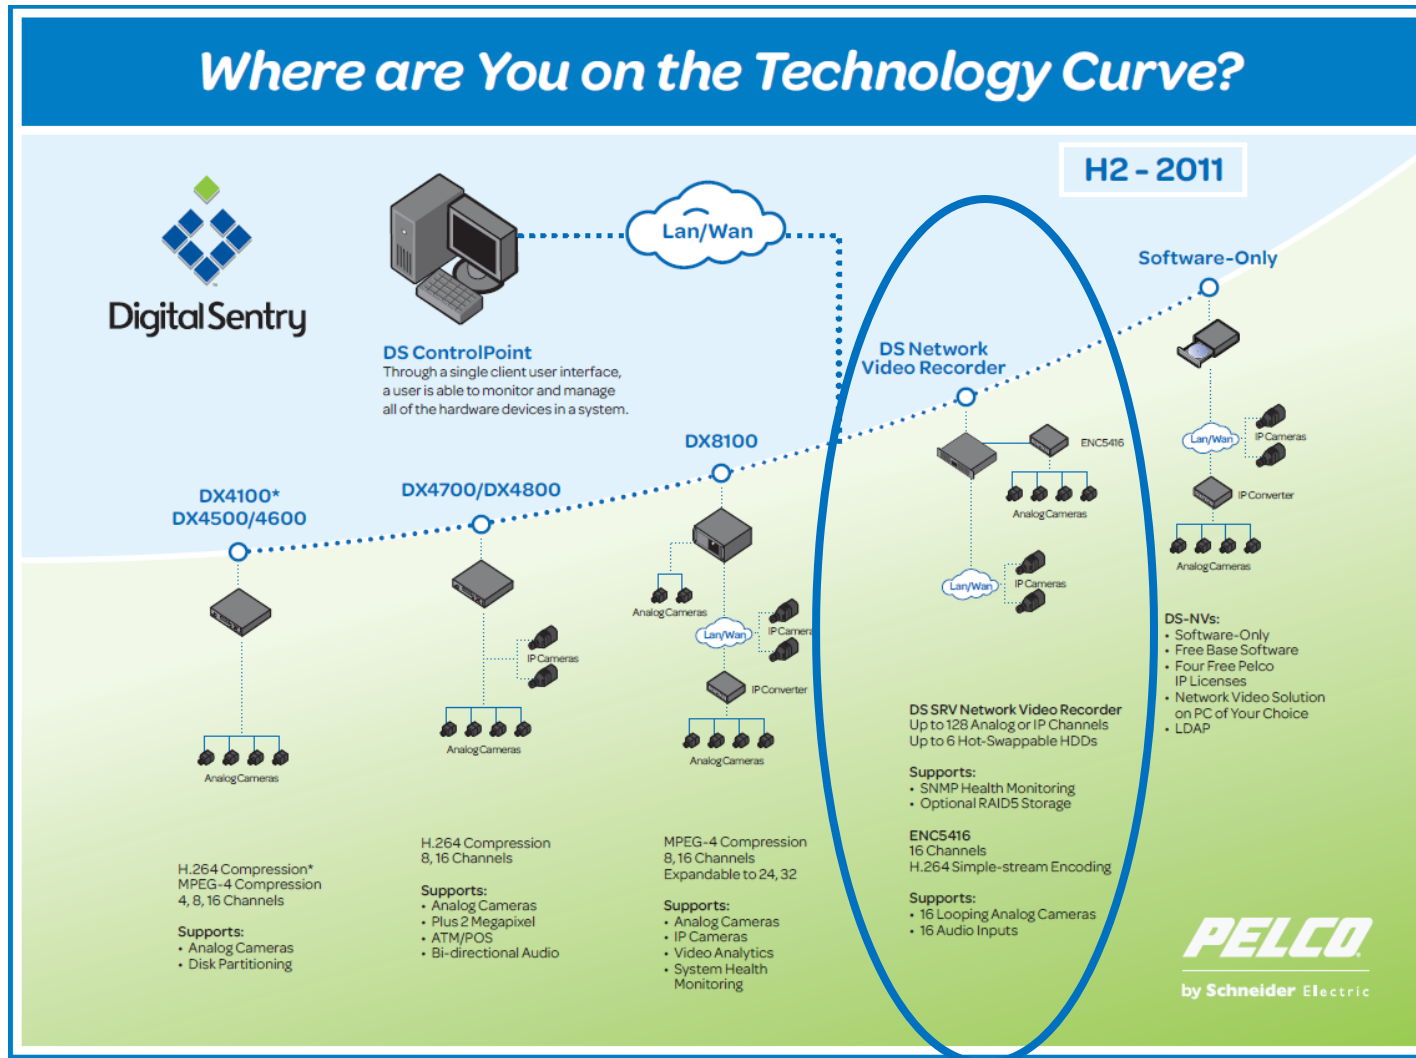 Where are You on the Technology Curve?
H2 - 2011
Lan/Wan
DigitalSentry
DS ControlPoint
Through a single client user interface,
a user is able to monitor and manage
all of the hardware devices in a system.
DX4100*
DX4500/4600
Analog Cameras
H.264 Compression*
MPEG-4 Compression
4, 8, 16 Channels
Supports:
• Analog Cameras
• Disk Partitioning
DX4700/DX4800
IP Cameras
Analog Cameras
H.264 Compression
8, 16 Channels
Supports:
• Analog Cameras
• Plus 2 Megapixel
• ATM/POS
• Bi-directional Audio
DX8100
Analog Cameras
Lan/Wan
IP Camera
IP Converter
Analog Cameras
MPEG-4 Compression
8, 16 Channels
Expandable to 24, 32
Supports:
• Analog Cameras
• IP Cameras
• Video Analytics
• System Health
Monitoring
DS Network
Video Recorder
ENC5416
Analog Cameras
Lan/Wan
IP Cameras
DS SRV Network Video Recorder
Up to 128 Analog or IP Channels
Up to 6 Hot-Swappable HDDs
Supports:
• SNMP Health Monitoring
• Optional RAID5 Storage
ENC5416
16 Channels
H.264 Simple-stream Encoding
Supports:
• 16 Looping Analog Cameras
• 16 Audio Inputs
Software-Only
Lan/Wan
IP Cameras
IP Converter
Analog Cameras
DS-NVs:
• Software-Only
• Free Base Software
• Four Free Pelco
IP Licenses
• Network Video Solution
on PC of Your Choice
• LDAP
PELCO
by Schneider Electric